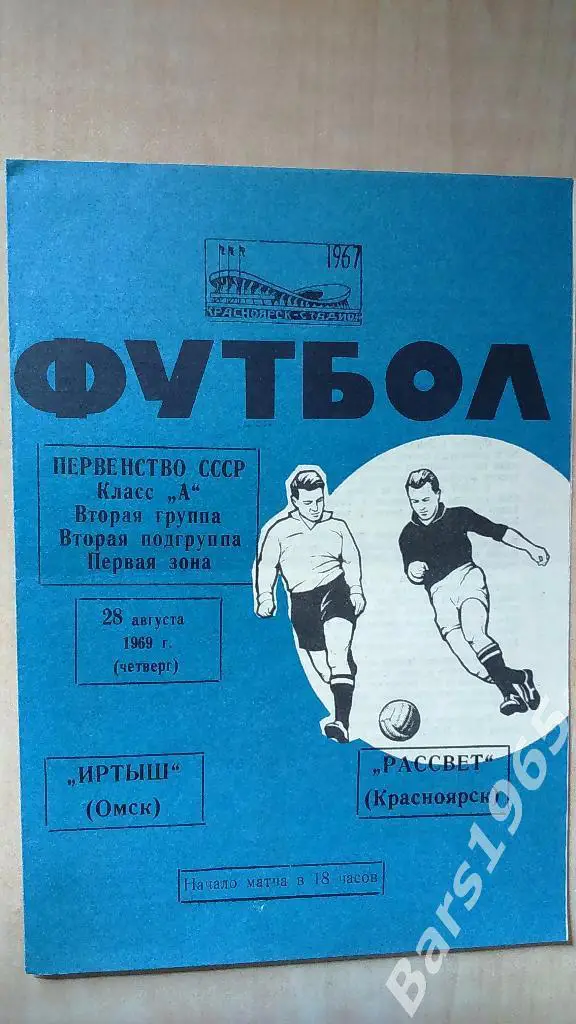 1967
КРАСНОЯРСК-СТАДИОН
ФУТБОЛ
ПЕРВЕНСТВО СССР
Класс „А“
Вторая группа
Вторая подгруппа
Первая зона
28 августа
1969 г.
(четверг)
„ИРТЫШ“
(Омск)
„РАССВЕТ“
(Красноярск)
Начало матча в 18 часов
Bars1965